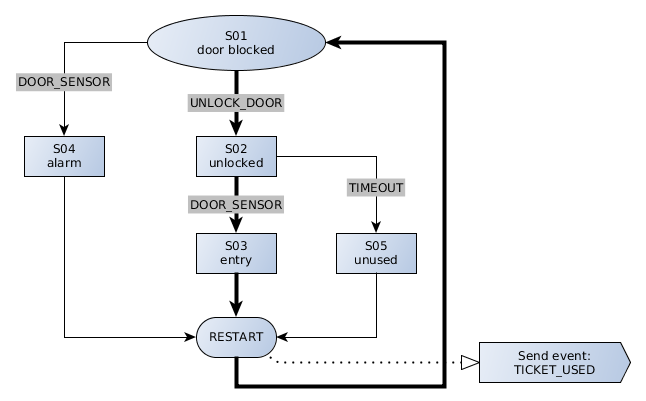 S01
door blocked
DOOR_SENSOR
UNLOCK_DOOR
S04
alarm
S02
unlocked
TIMEOUT
DOOR_SENSOR
S03
entry
S05
unused
RESTART
Send event:
TICKET_USED